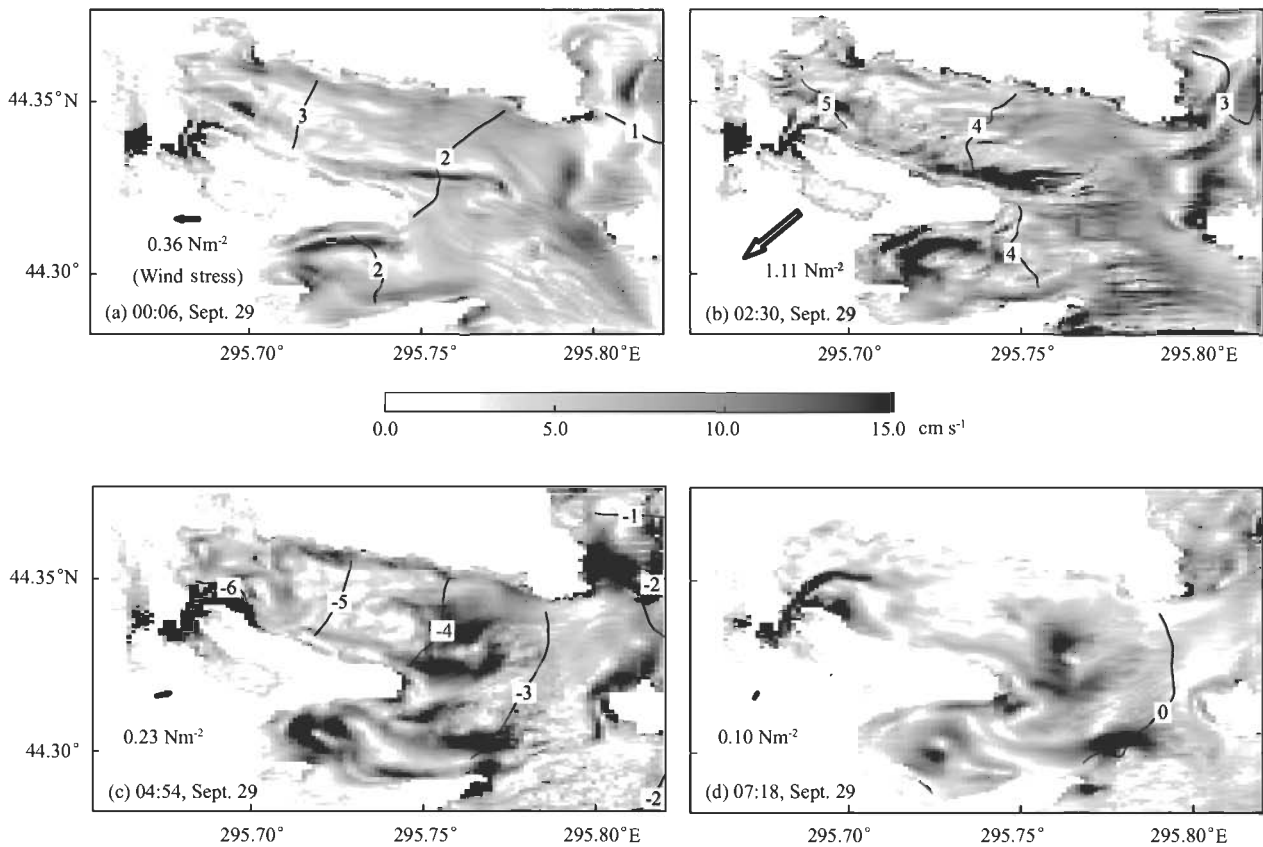 44.35°N
44.30°
3
2
1
2
0.36 Nm⁻²
(Wind stress)
(a) 00:06, Sept. 29
295.70° 295.75° 295.80°E
5
4
3
4
1.11 Nm⁻²
(b) 02:30, Sept. 29
295.70° 295.75° 295.80°E
0.0 5.0 10.0 15.0 cm s⁻¹
44.35°N
44.30°
-1
-2
-6
-5
-4
-3
-2
0.23 Nm⁻²
(c) 04:54, Sept. 29
295.70° 295.75° 295.80°E
0
0.10 Nm⁻²
(d) 07:18, Sept. 29
295.70° 295.75° 295.80°E